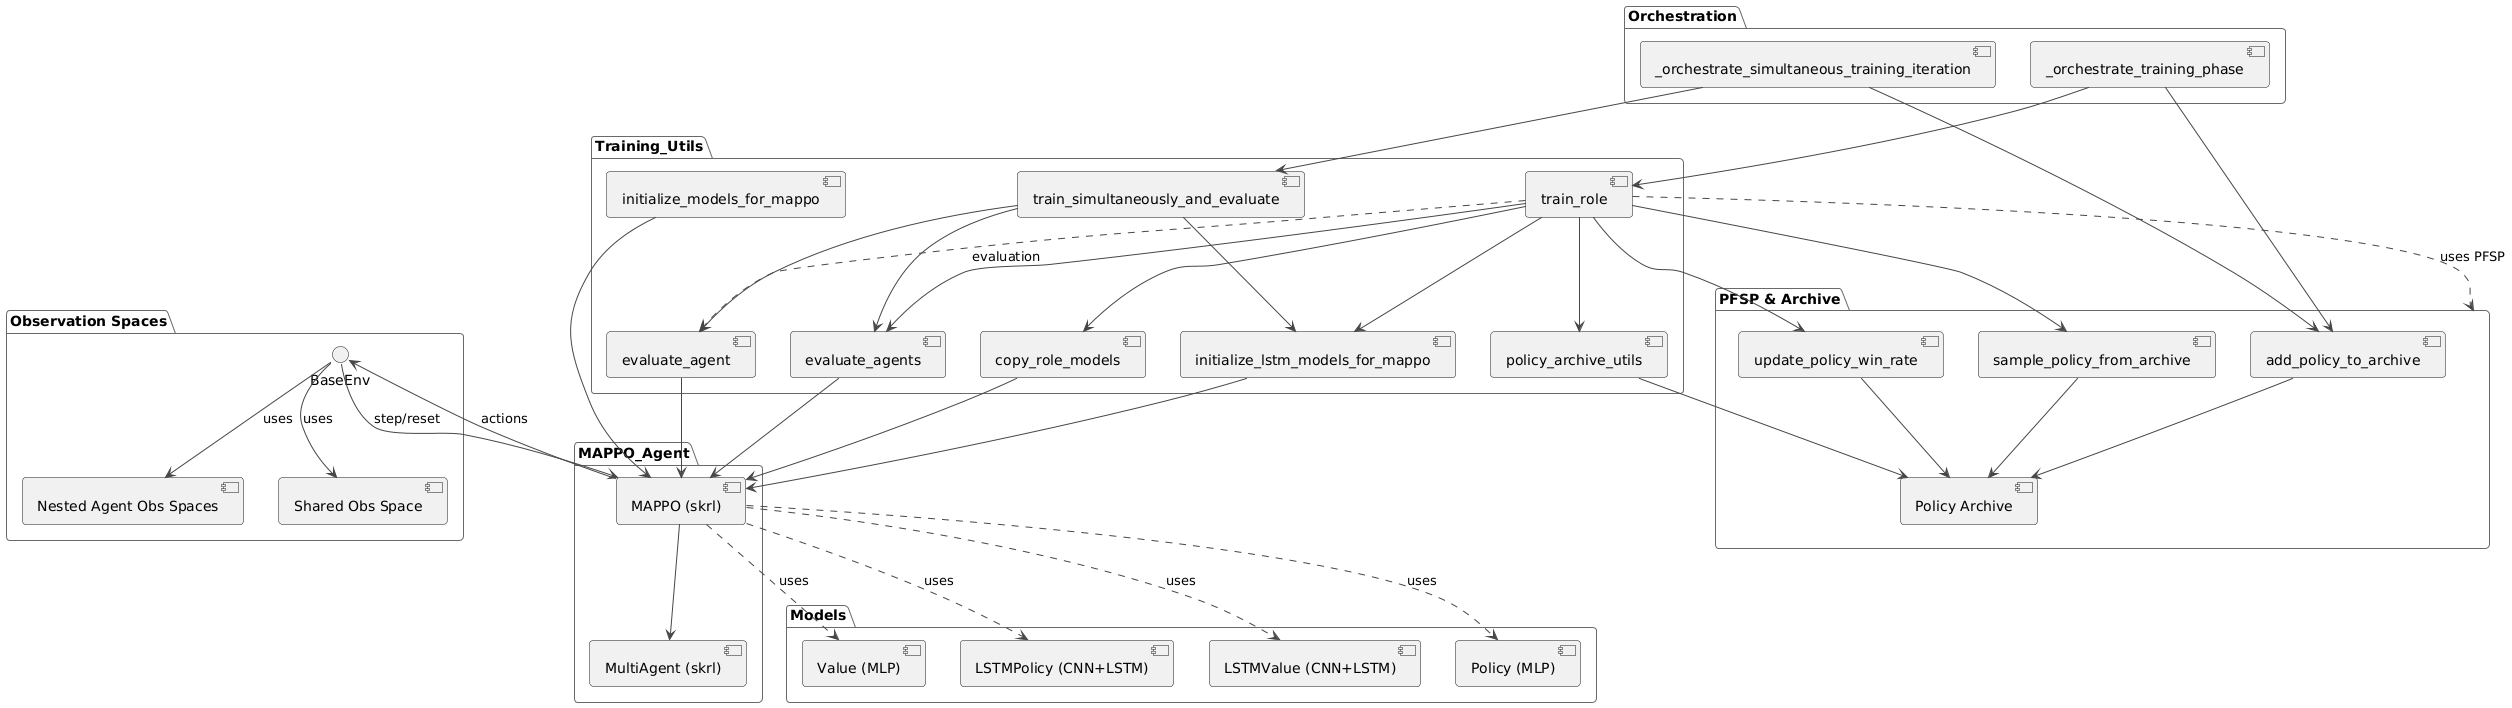 Orchestration
_orchestrate_simultaneous_training_iteration
_orchestrate_training_phase
Training_Utils
initialize_models_for_mappo
train_simultaneously_and_evaluate
train_role
evaluation
uses PFSP
evaluate_agent
evaluate_agents
copy_role_models
initialize_lstm_models_for_mappo
policy_archive_utils
PFSP & Archive
update_policy_win_rate
sample_policy_from_archive
add_policy_to_archive
Policy Archive
Observation Spaces
BaseEnv
uses
uses
step/reset
actions
Nested Agent Obs Spaces
Shared Obs Space
MAPPO_Agent
MAPPO (skrl)
MultiAgent (skrl)
uses
uses
uses
uses
Models
Value (MLP)
LSTMPolicy (CNN+LSTM)
LSTMValue (CNN+LSTM)
Policy (MLP)